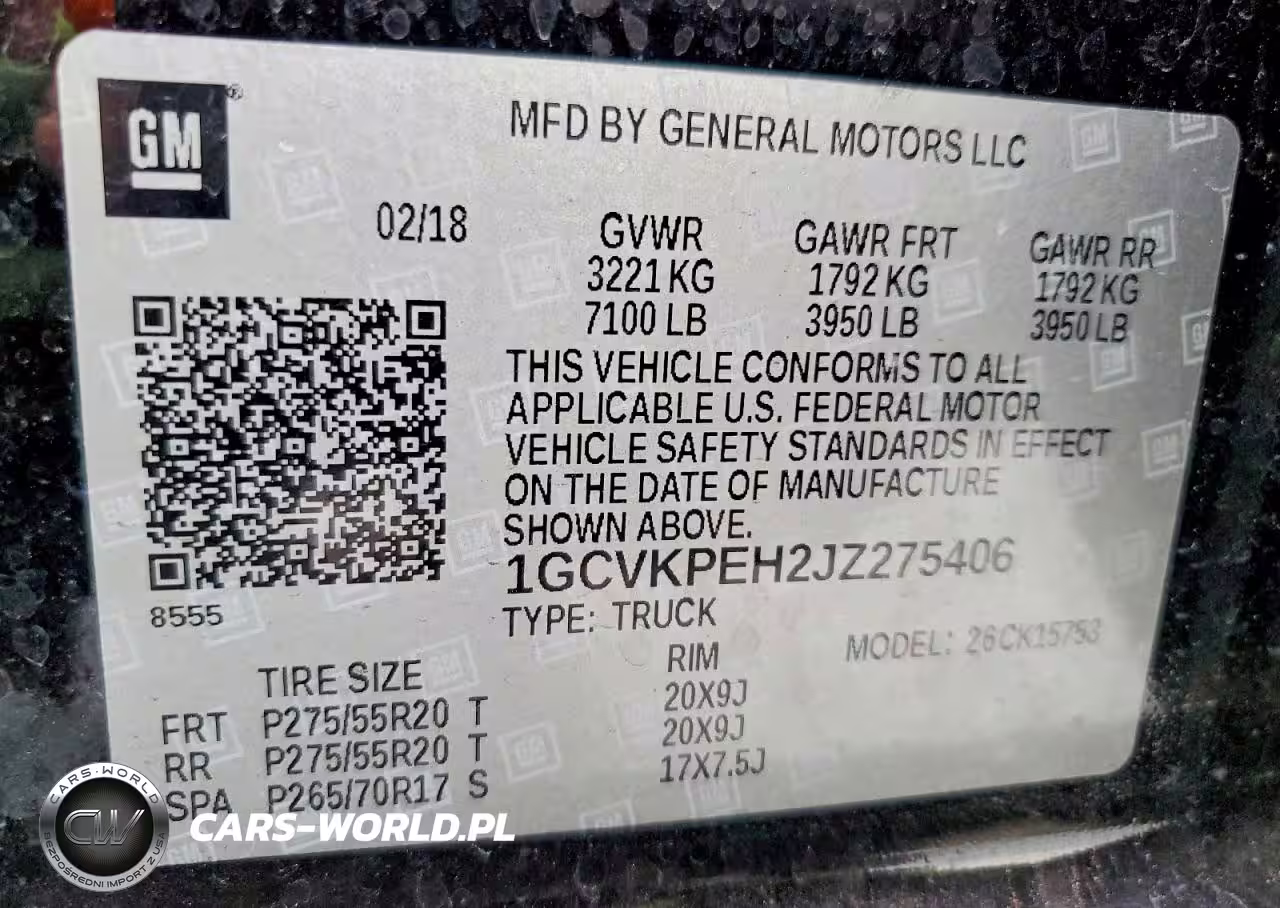 GM ®
MFD BY GENERAL MOTORS LLC
02/18 GVWR GAWR FRT GAWR RR
3221 KG 1792 KG 1792 KG
7100 LB 3950 LB 3950 LB
THIS VEHICLE CONFORMS TO ALL
APPLICABLE U.S. FEDERAL MOTOR
VEHICLE SAFETY STANDARDS IN EFFECT
ON THE DATE OF MANUFACTURE
SHOWN ABOVE.
1GCVKPEH2JZ275406
8555
TYPE: TRUCK
MODEL: 26CK15753
TIRE SIZE RIM
FRT P275/55R20 T 20X9J
RR P275/55R20 T 20X9J
SPA P265/70R17 S 17X7.5J
CARS-WORLD
CW
BEZPOŚREDNI IMPORT Z USA
CARS-WORLD.PL